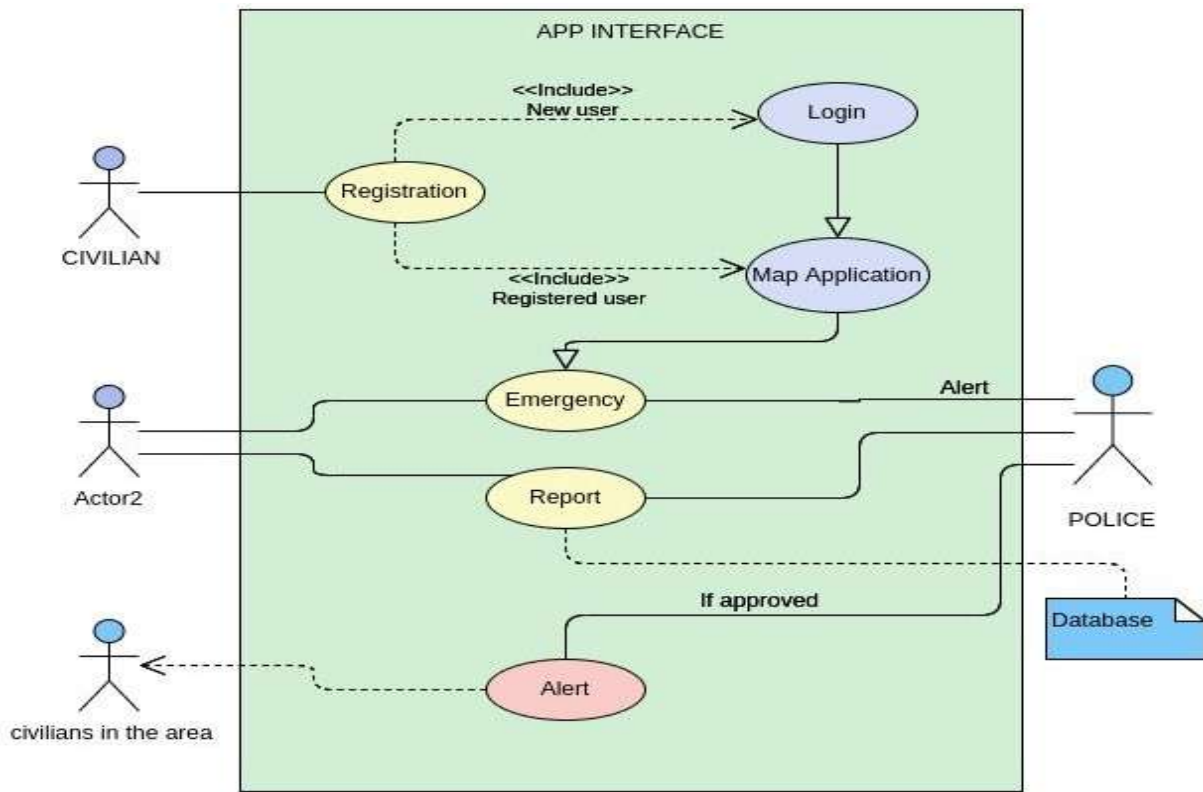 APP INTERFACE
<<Include>>
New user
Login
Registration
CIVILIAN
<<Include>>
Registered user
Map Application
Emergency
Alert
Actor2
Report
POLICE
If approved
Database
Alert
civilians in the area